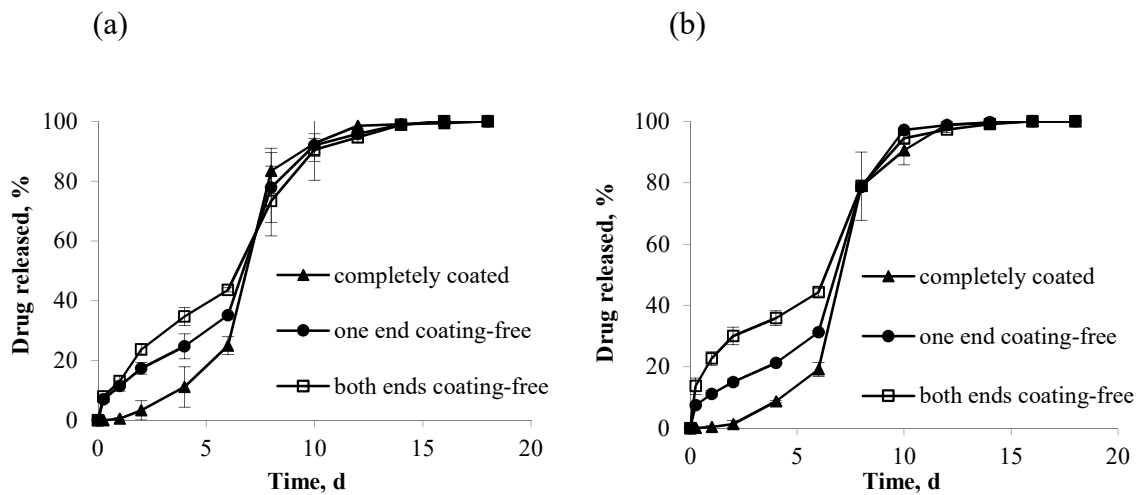 (a)
Drug released, %
100
80
60
40
20
0
completely coated
one end coating-free
both ends coating-free
0
5
10
15
20
Time, d
(b)
Drug released, %
100
80
60
40
20
0
completely coated
one end coating-free
both ends coating-free
0
5
10
15
20
Time, d